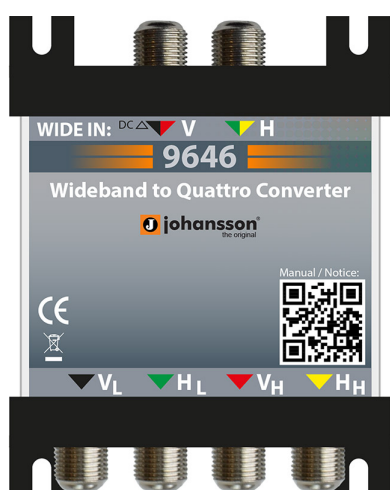 WIDE IN: DC V H
9646
Wideband to Quattro Converter
J johansson®
the original
Manual / Notice:
CE
VL HL VH HH